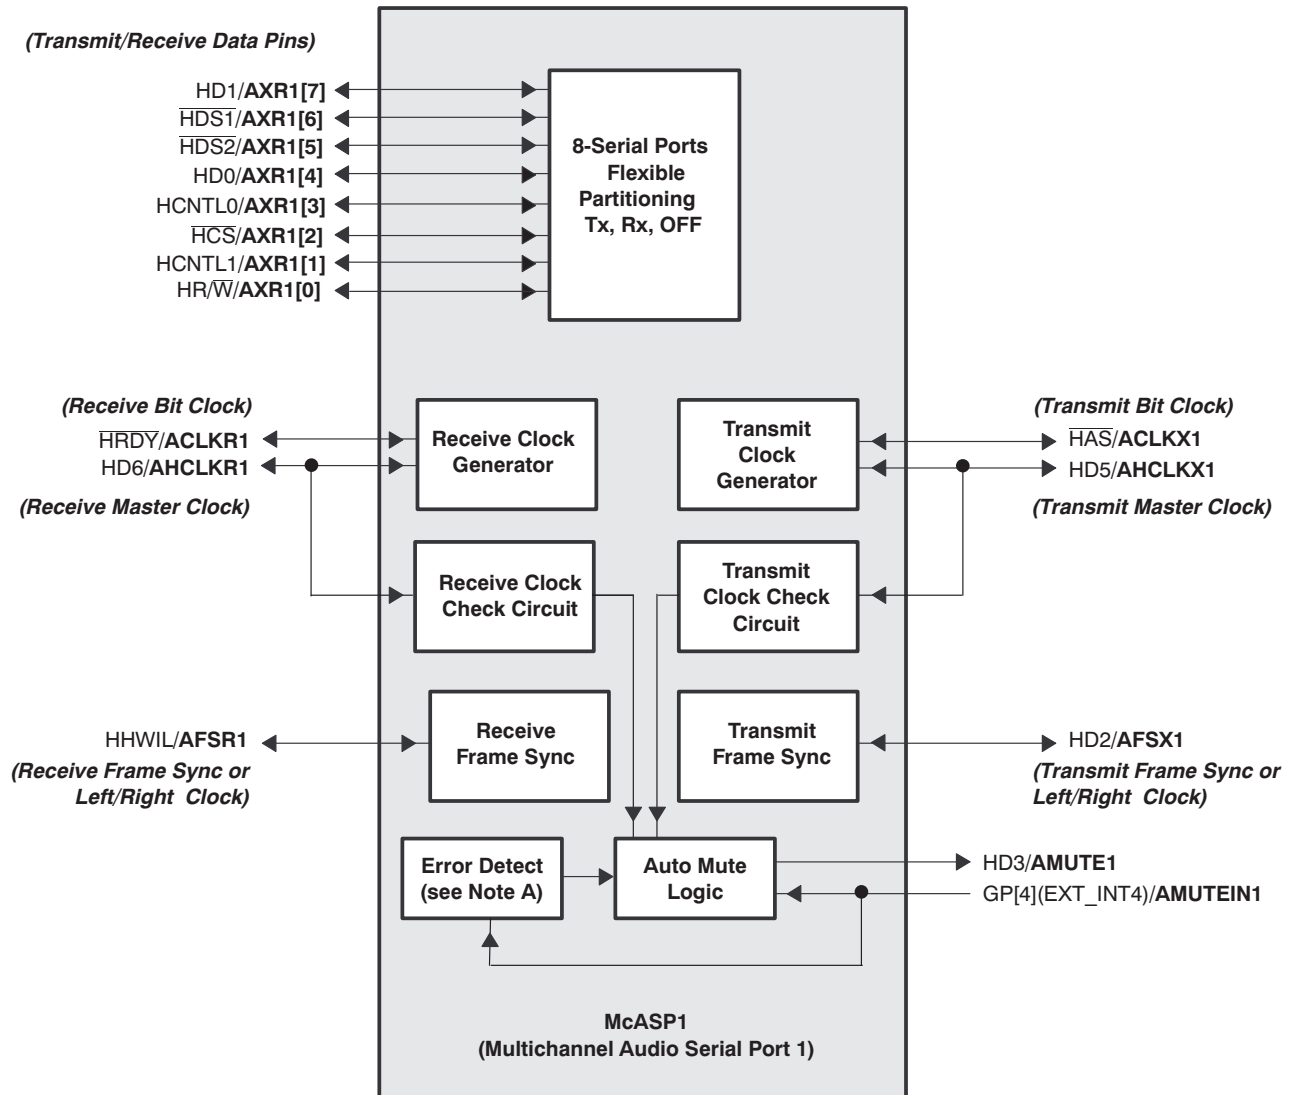 (Transmit/Receive Data Pins)
HD1/AXR1[7]
H̅D̅S̅1̅/AXR1[6]
H̅D̅S̅2̅/AXR1[5]
HD0/AXR1[4]
HCNTL0/AXR1[3]
H̅C̅S̅/AXR1[2]
HCNTL1/AXR1[1]
HR/W̅/AXR1[0]
8-Serial Ports
Flexible
Partitioning
Tx, Rx, OFF
(Receive Bit Clock)
H̅R̅D̅Y̅/ACLKR1
HD6/AHCLKR1
(Receive Master Clock)
Receive Clock
Generator
Transmit
Clock
Generator
(Transmit Bit Clock)
H̅A̅S̅/ACLKX1
HD5/AHCLKX1
(Transmit Master Clock)
Receive Clock
Check Circuit
Transmit
Clock Check
Circuit
HHWIL/AFSR1
(Receive Frame Sync or
Left/Right Clock)
Receive
Frame Sync
Transmit
Frame Sync
HD2/AFSX1
(Transmit Frame Sync or
Left/Right Clock)
Error Detect
(see Note A)
Auto Mute
Logic
HD3/AMUTE1
GP[4](EXT_INT4)/AMUTEIN1
McASP1
(Multichannel Audio Serial Port 1)